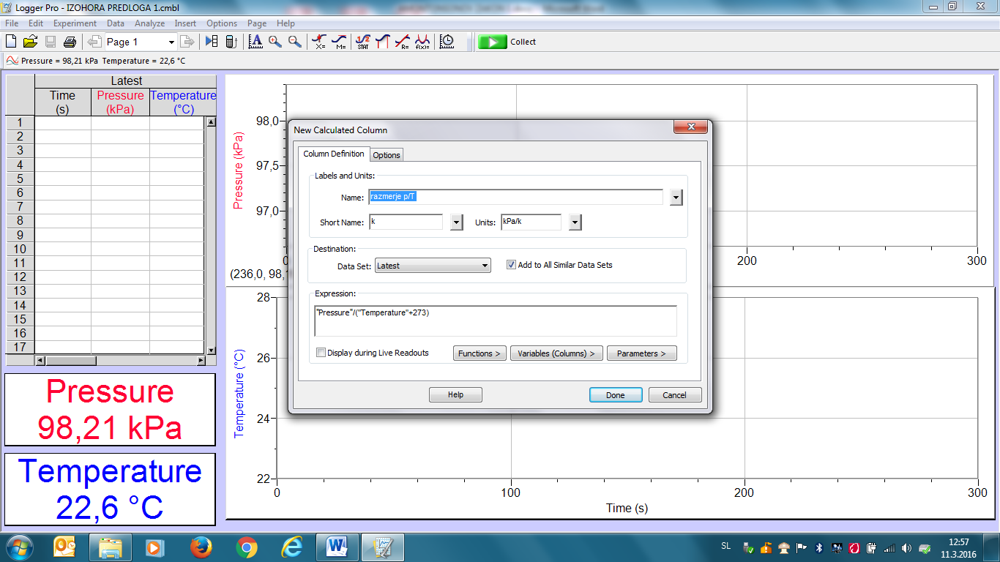 Logger Pro - IZOHORA PREDLOGA 1.cmbl
File Edit Experiment Data Analyze Insert Options Page Help
Page 1
X= M= 1/2 STAT R= f(x)= Collect
Pressure = 98,21 kPa Temperature = 22,6 °C
Latest
Time Pressure Temperature
(s) (kPa) (°C)
1
2
3
4
5
6
7
8
9
10
11
12
13
14
15
16
17
Pressure
98,21 kPa
Temperature
22,6 °C
Pressure (kPa)
98,0
97,5
97,0
0 200 300
(236,0, 98,
New Calculated Column
Column Definition Options
Labels and Units:
Name: razmerje p/T
Short Name: k Units: kPa/k
Destination:
Data Set: Latest Add to All Similar Data Sets
Expression:
"Pressure"/("Temperature"+273)
Display during Live Readouts Functions > Variables (Columns) > Parameters >
Help Done Cancel
Temperature (°C)
28
26
24
22
0 100 200 300
Time (s)
SL 12:57
11.3.2016